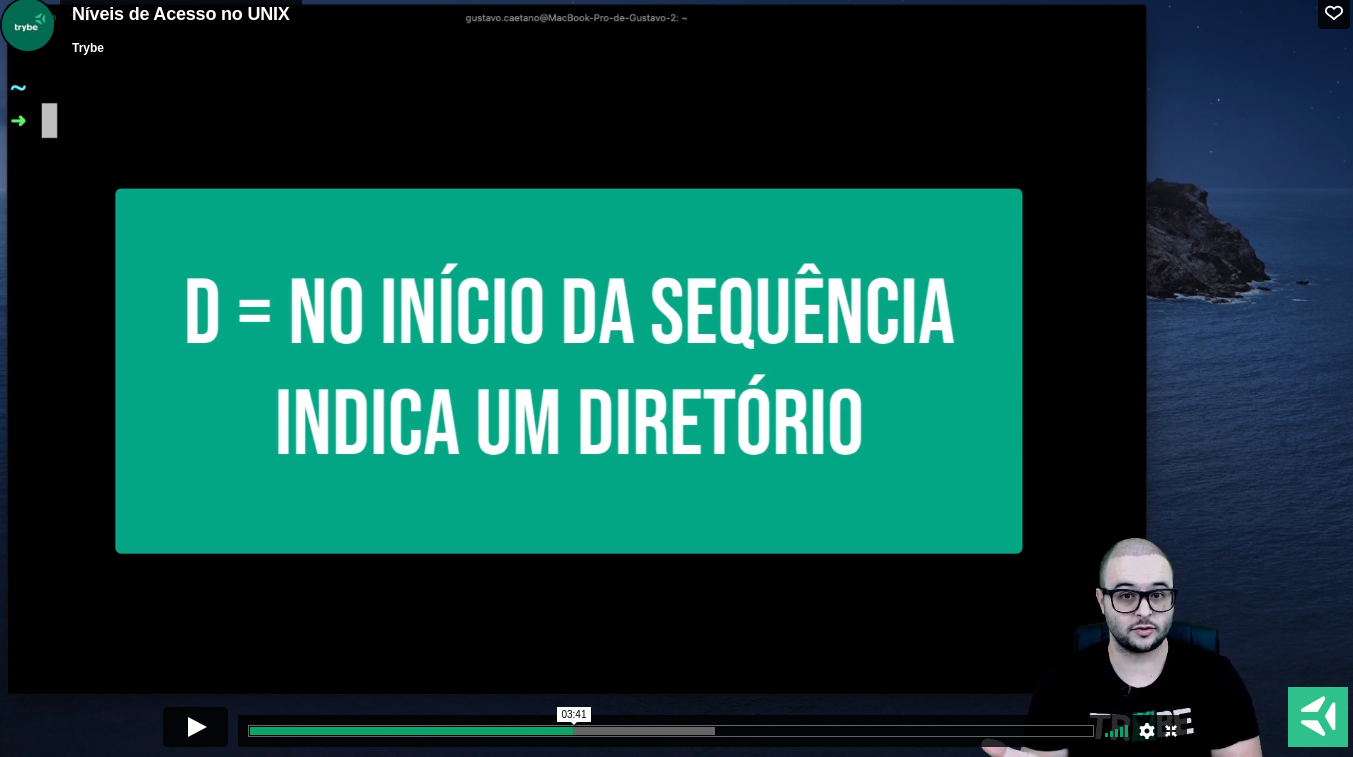 trybe
Níveis de Acesso no UNIX
Trybe
gustavo.caetano@MacBook-Pro-de-Gustavo-2: ~
~
➜
D = NO INÍCIO DA SEQUÊNCIA
INDICA UM DIRETÓRIO
03:41
TRYBE